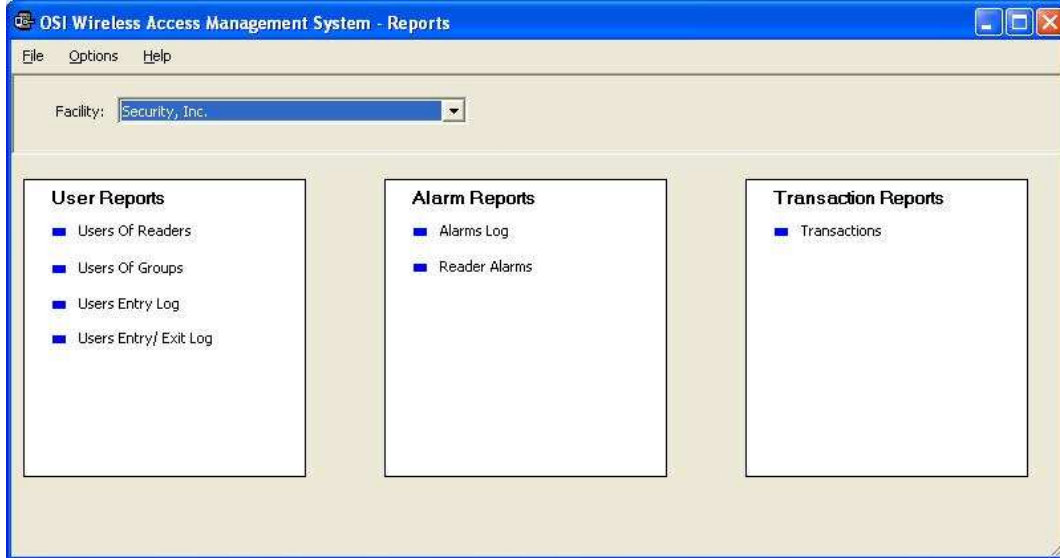 OSI Wireless Access Management System - Reports
File Options Help
Facility: Security, Inc.
User Reports
Users Of Readers
Users Of Groups
Users Entry Log
Users Entry/ Exit Log
Alarm Reports
Alarms Log
Reader Alarms
Transaction Reports
Transactions